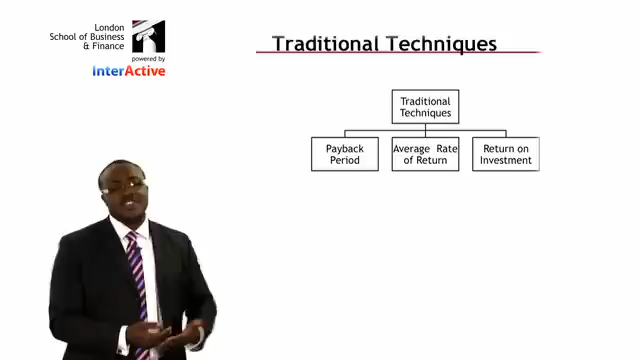 London
School of Business
& Finance
powered by
InterActive
Traditional Techniques
Traditional
Techniques
Payback
Period
Average Rate
of Return
Return on
Investment